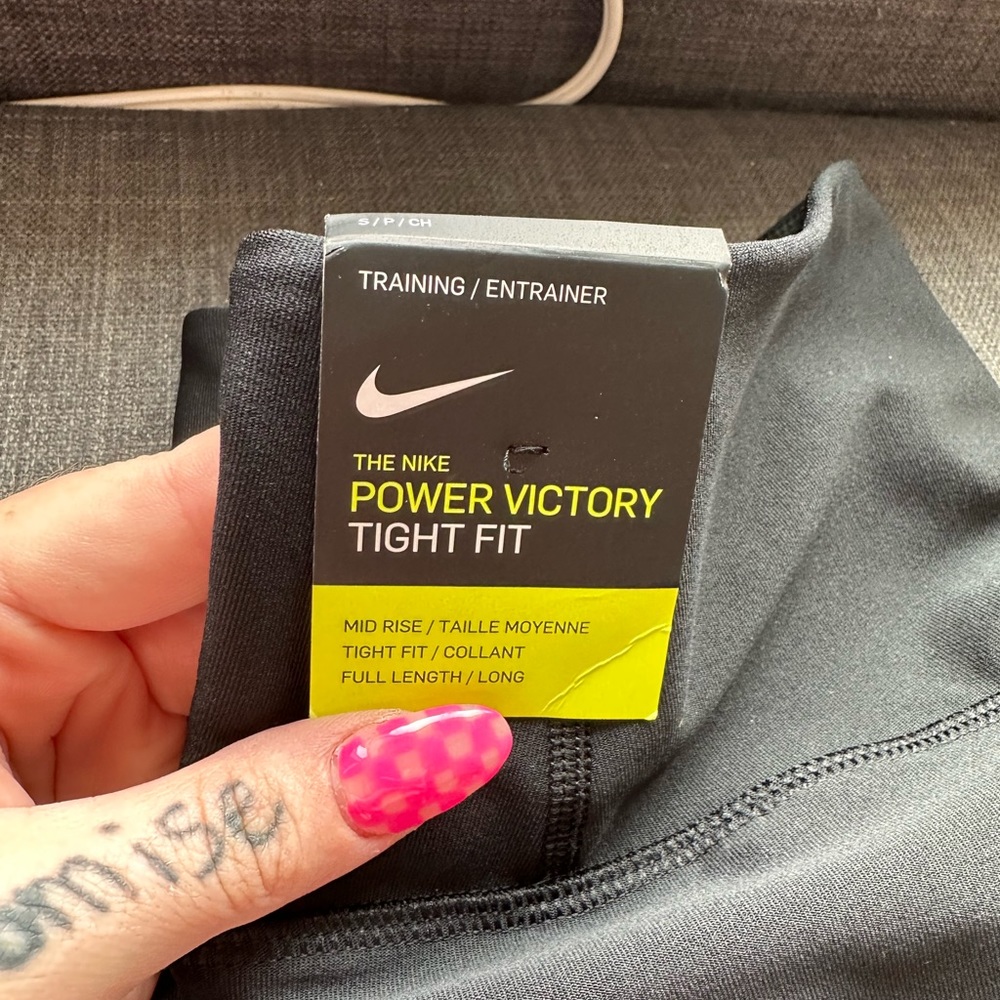 S / P / CH
TRAINING / ENTRAINER
THE NIKE
POWER VICTORY
TIGHT FIT
MID RISE / TAILLE MOYENNE
TIGHT FIT / COLLANT
FULL LENGTH / LONG
omise